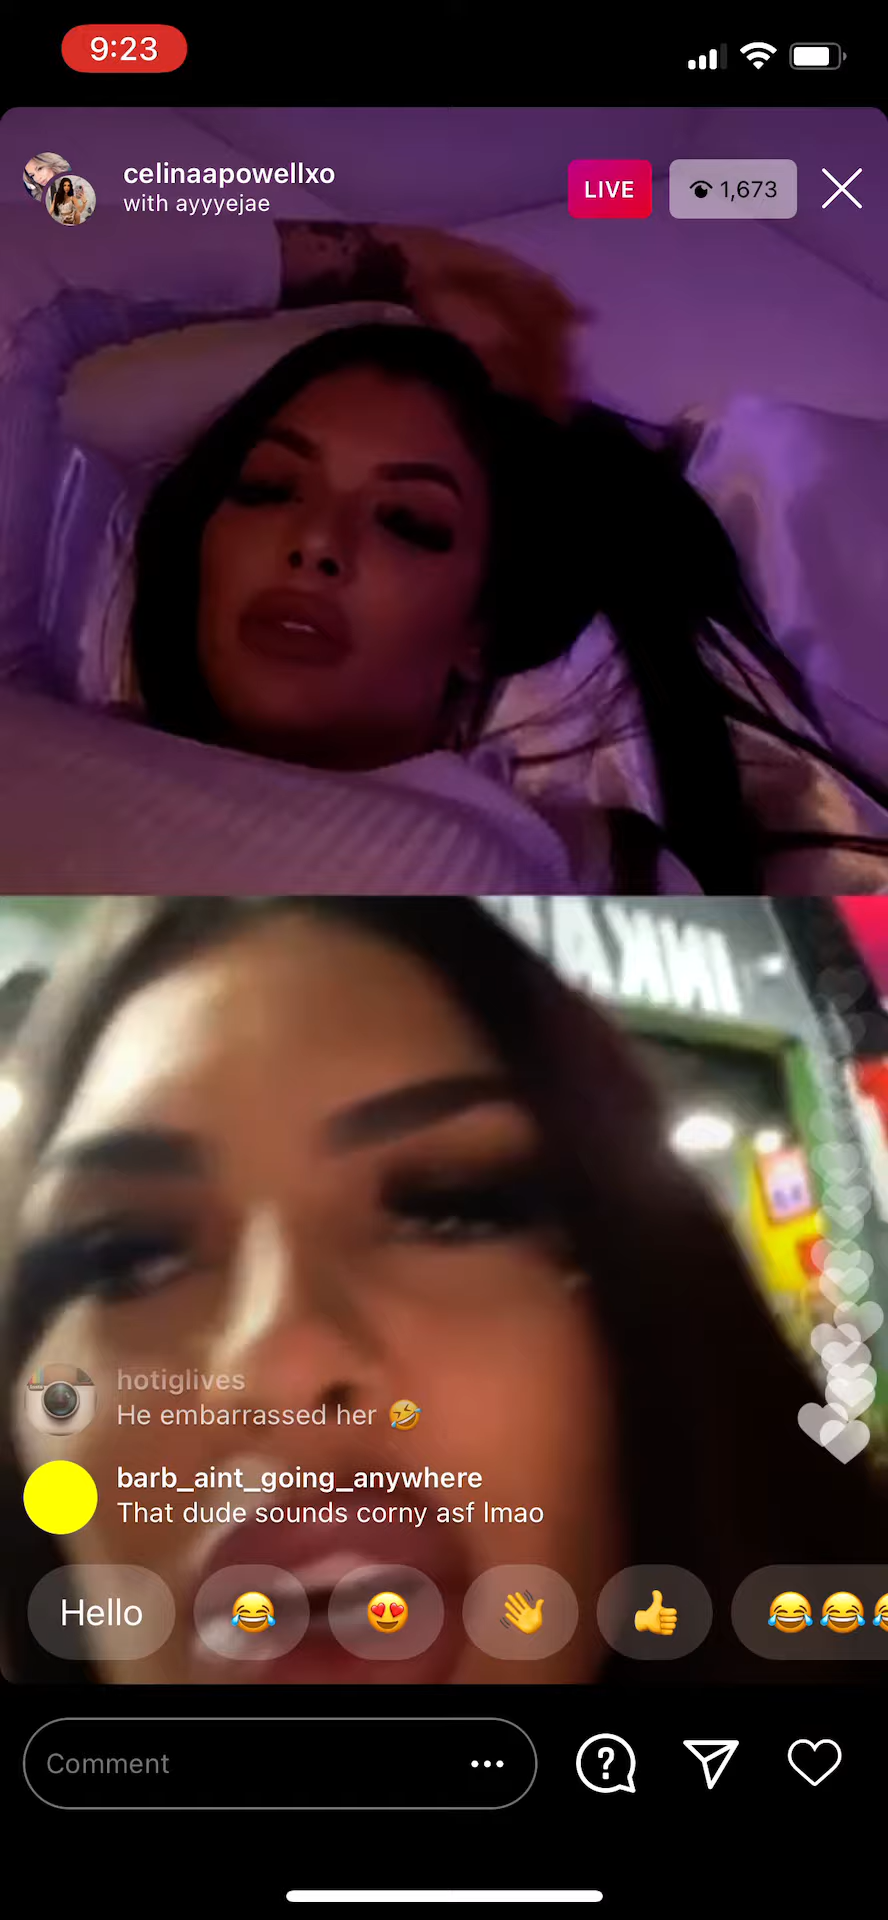 9:23
celinaapowellxo
with ayyyejae
LIVE
1,673
hotiglives
He embarrassed her 🤣
barb_aint_going_anywhere
That dude sounds corny asf lmao
Hello
Comment